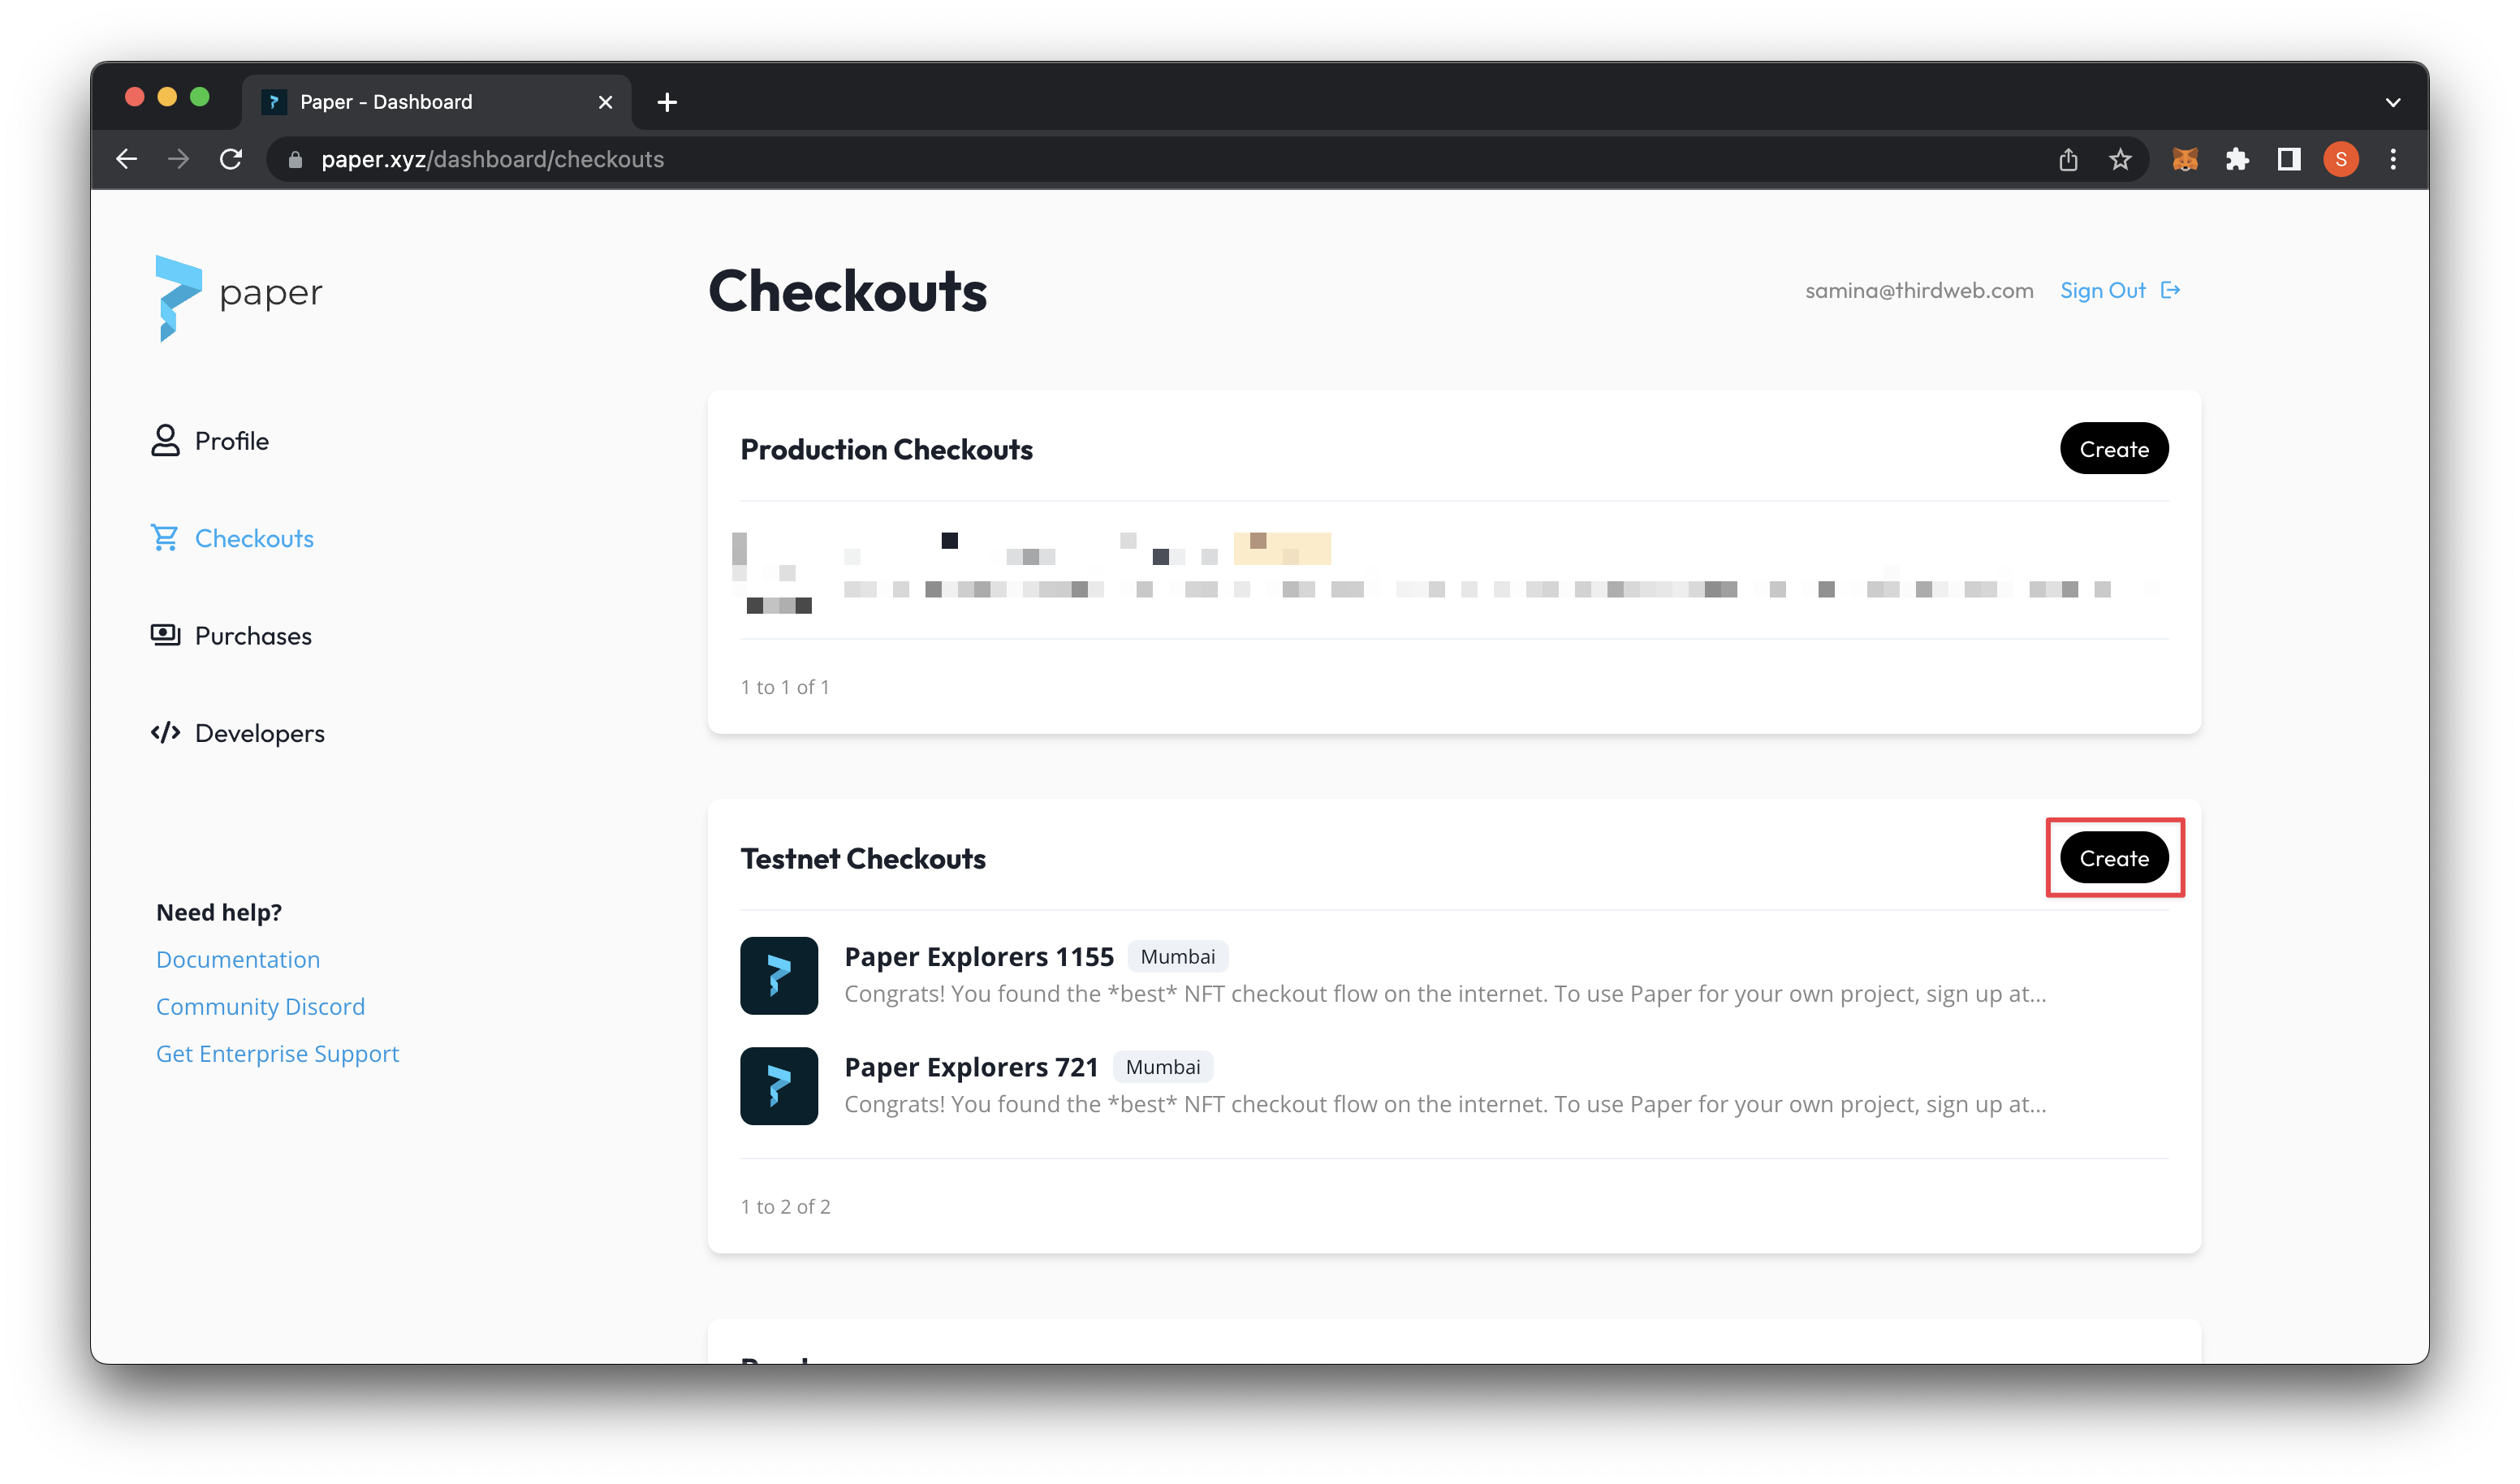 Paper - Dashboard
paper.xyz/dashboard/checkouts
S
paper
Checkouts
samina@thirdweb.com
Sign Out
Profile
Checkouts
Purchases
Developers
Need help?
Documentation
Community Discord
Get Enterprise Support
Production Checkouts
Create
1 to 1 of 1
Testnet Checkouts
Create
Paper Explorers 1155 Mumbai
Congrats! You found the *best* NFT checkout flow on the internet. To use Paper for your own project, sign up at...
Paper Explorers 721 Mumbai
Congrats! You found the *best* NFT checkout flow on the internet. To use Paper for your own project, sign up at...
1 to 2 of 2